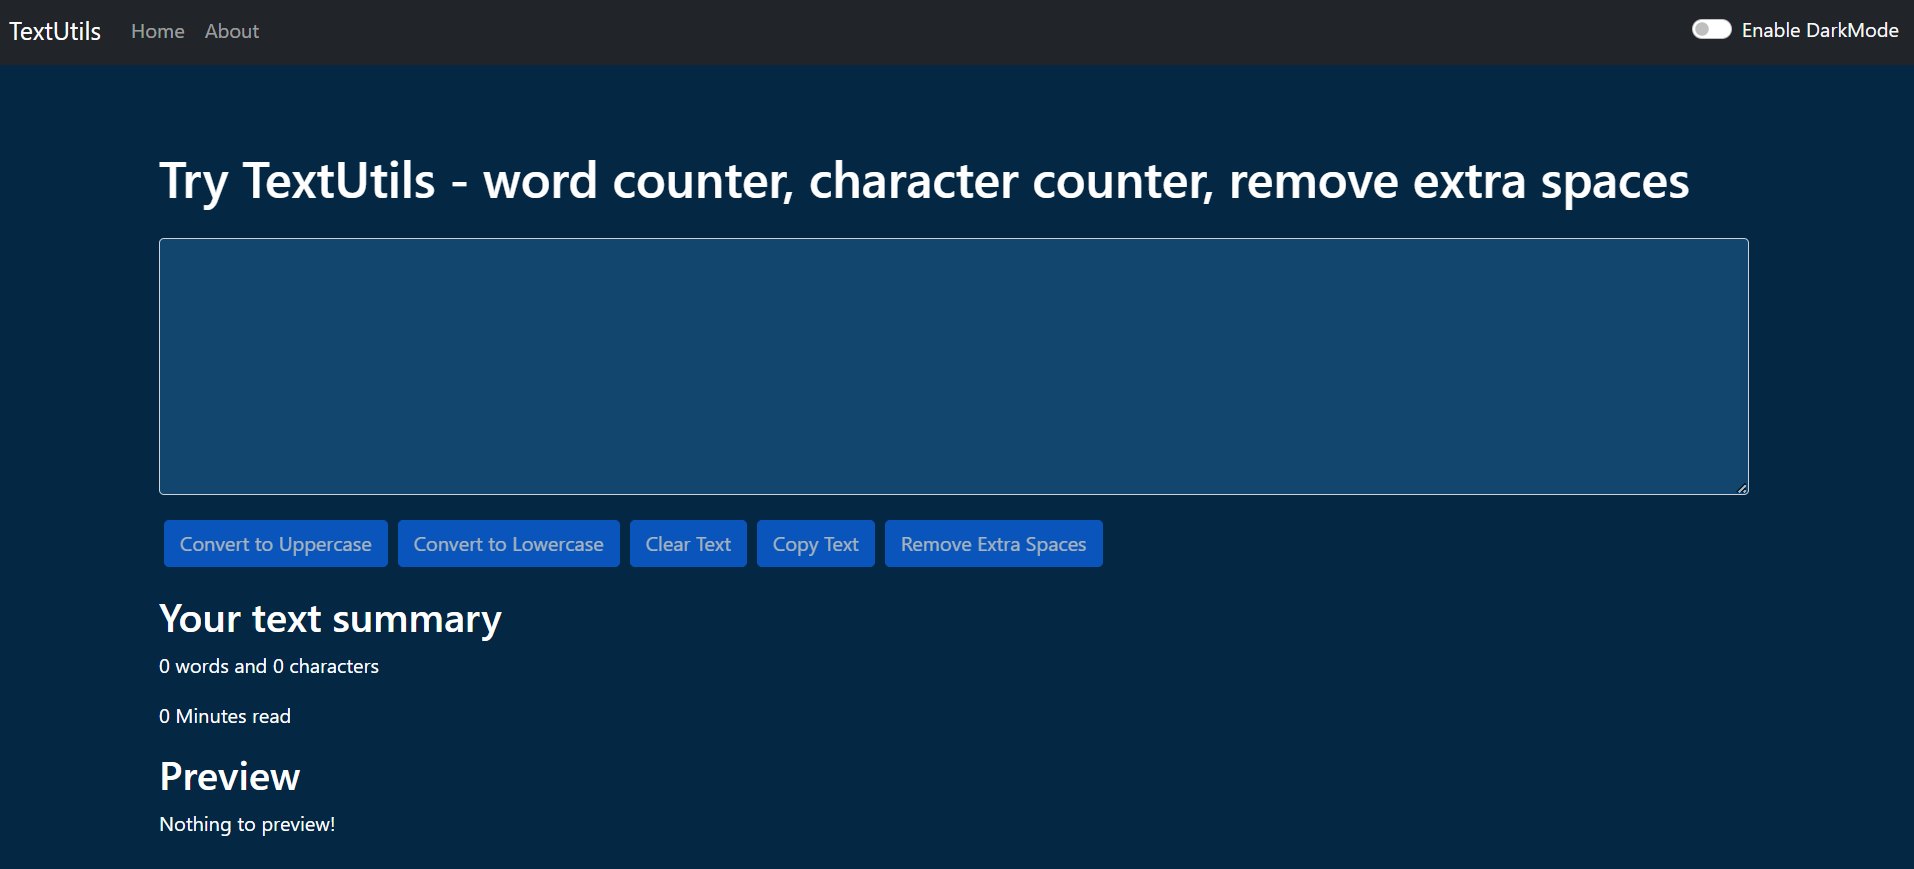 TextUtils Home About Enable DarkMode
Try TextUtils - word counter, character counter, remove extra spaces
Convert to Uppercase Convert to Lowercase Clear Text Copy Text Remove Extra Spaces
Your text summary
0 words and 0 characters
0 Minutes read
Preview
Nothing to preview!